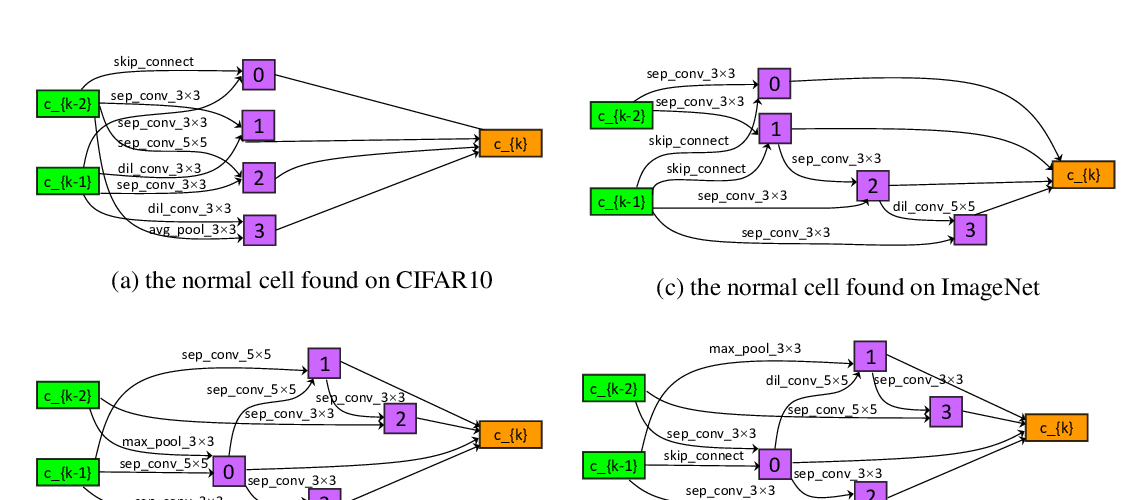 skip_connect
0
c_{k-2}
sep_conv_3×3
sep_conv_3×3
1
sep_conv_5×5
c_{k}
dil_conv_3×3
c_{k-1}
sep_conv_3×3
2
dil_conv_3×3
avg_pool_3×3
3
(a) the normal cell found on CIFAR10
sep_conv_3×3
0
c_{k-2}
sep_conv_3×3
1
skip_connect
sep_conv_3×3
skip_connect
c_{k}
2
c_{k-1}
sep_conv_3×3
dil_conv_5×5
sep_conv_3×3
3
(c) the normal cell found on ImageNet
sep_conv_5×5
1
c_{k-2}
sep_conv_5×5
sep_conv_3×3
sep_conv_3×3
2
c_{k}
max_pool_3×3
sep_conv_5×5
c_{k-1}
0
sep_conv_3×3
sep_conv_3×3
2
max_pool_3×3
1
c_{k-2}
dil_conv_5×5
sep_conv_3×3
sep_conv_5×5
3
c_{k}
sep_conv_3×3
skip_connect
c_{k-1}
0
sep_conv_3×3
sep_conv_3×3
2